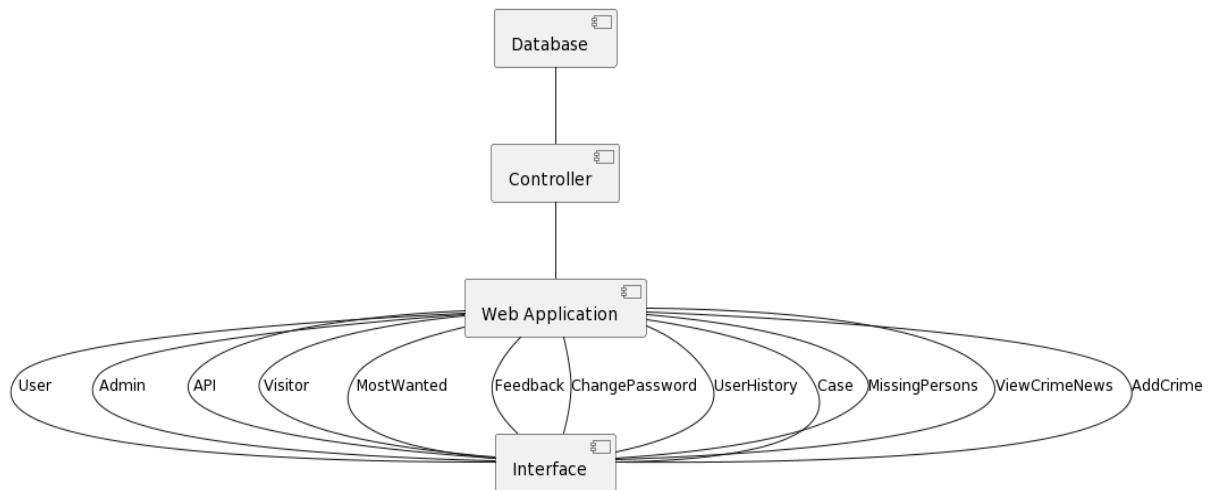 Database
Controller
Web Application
User
Admin
API
Visitor
MostWanted
Feedback
ChangePassword
UserHistory
Case
MissingPersons
ViewCrimeNews
AddCrime
Interface